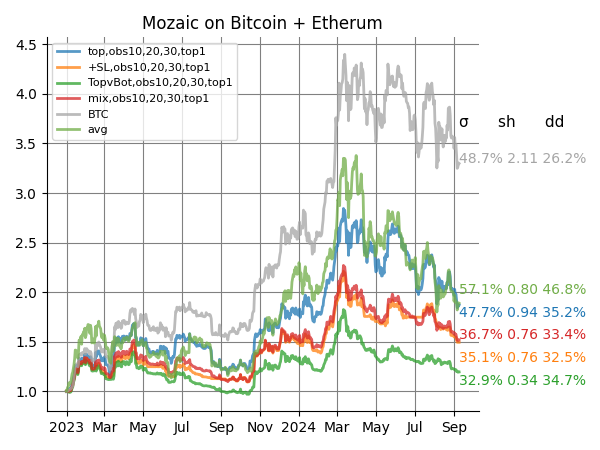 Mozaic on Bitcoin + Etherum
4.5
4.0
3.5
3.0
2.5
2.0
1.5
1.0
top,obs10,20,30,top1
+SL,obs10,20,30,top1
TopvBot,obs10,20,30,top1
mix,obs10,20,30,top1
BTC
avg
σ sh dd
48.7% 2.11 26.2%
57.1% 0.80 46.8%
47.7% 0.94 35.2%
36.7% 0.76 33.4%
35.1% 0.76 32.5%
32.9% 0.34 34.7%
2023 Mar May Jul Sep Nov 2024 Mar May Jul Sep